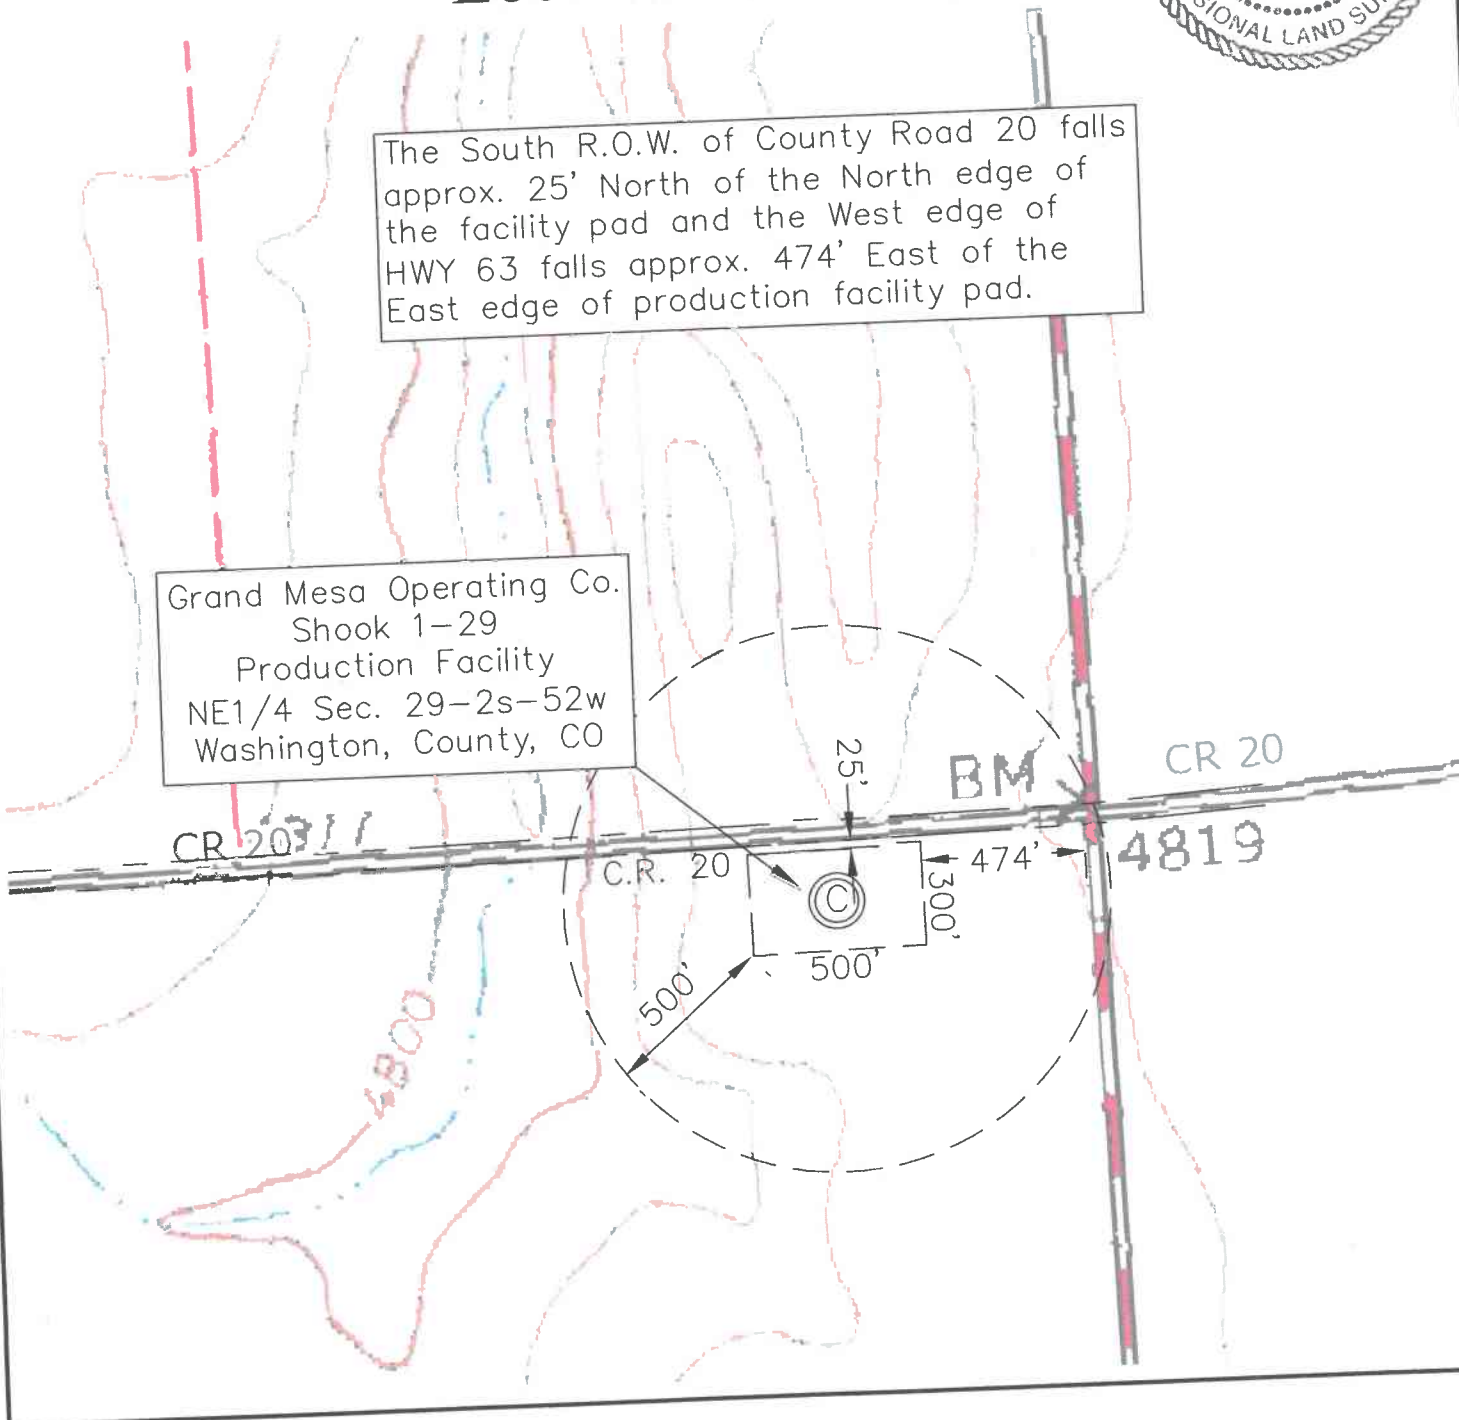 SIONAL LAND SU
The South R.O.W. of County Road 20 falls
approx. 25' North of the North edge of
the facility pad and the West edge of
HWY 63 falls approx. 474' East of the
East edge of production facility pad.
Grand Mesa Operating Co.
Shook 1-29
Production Facility
NE1/4 Sec. 29-2s-52w
Washington, County, CO
25'
BM
CR 20
CR 20
C.R. 20
474'
4819
C
300'
500'
500'
4800